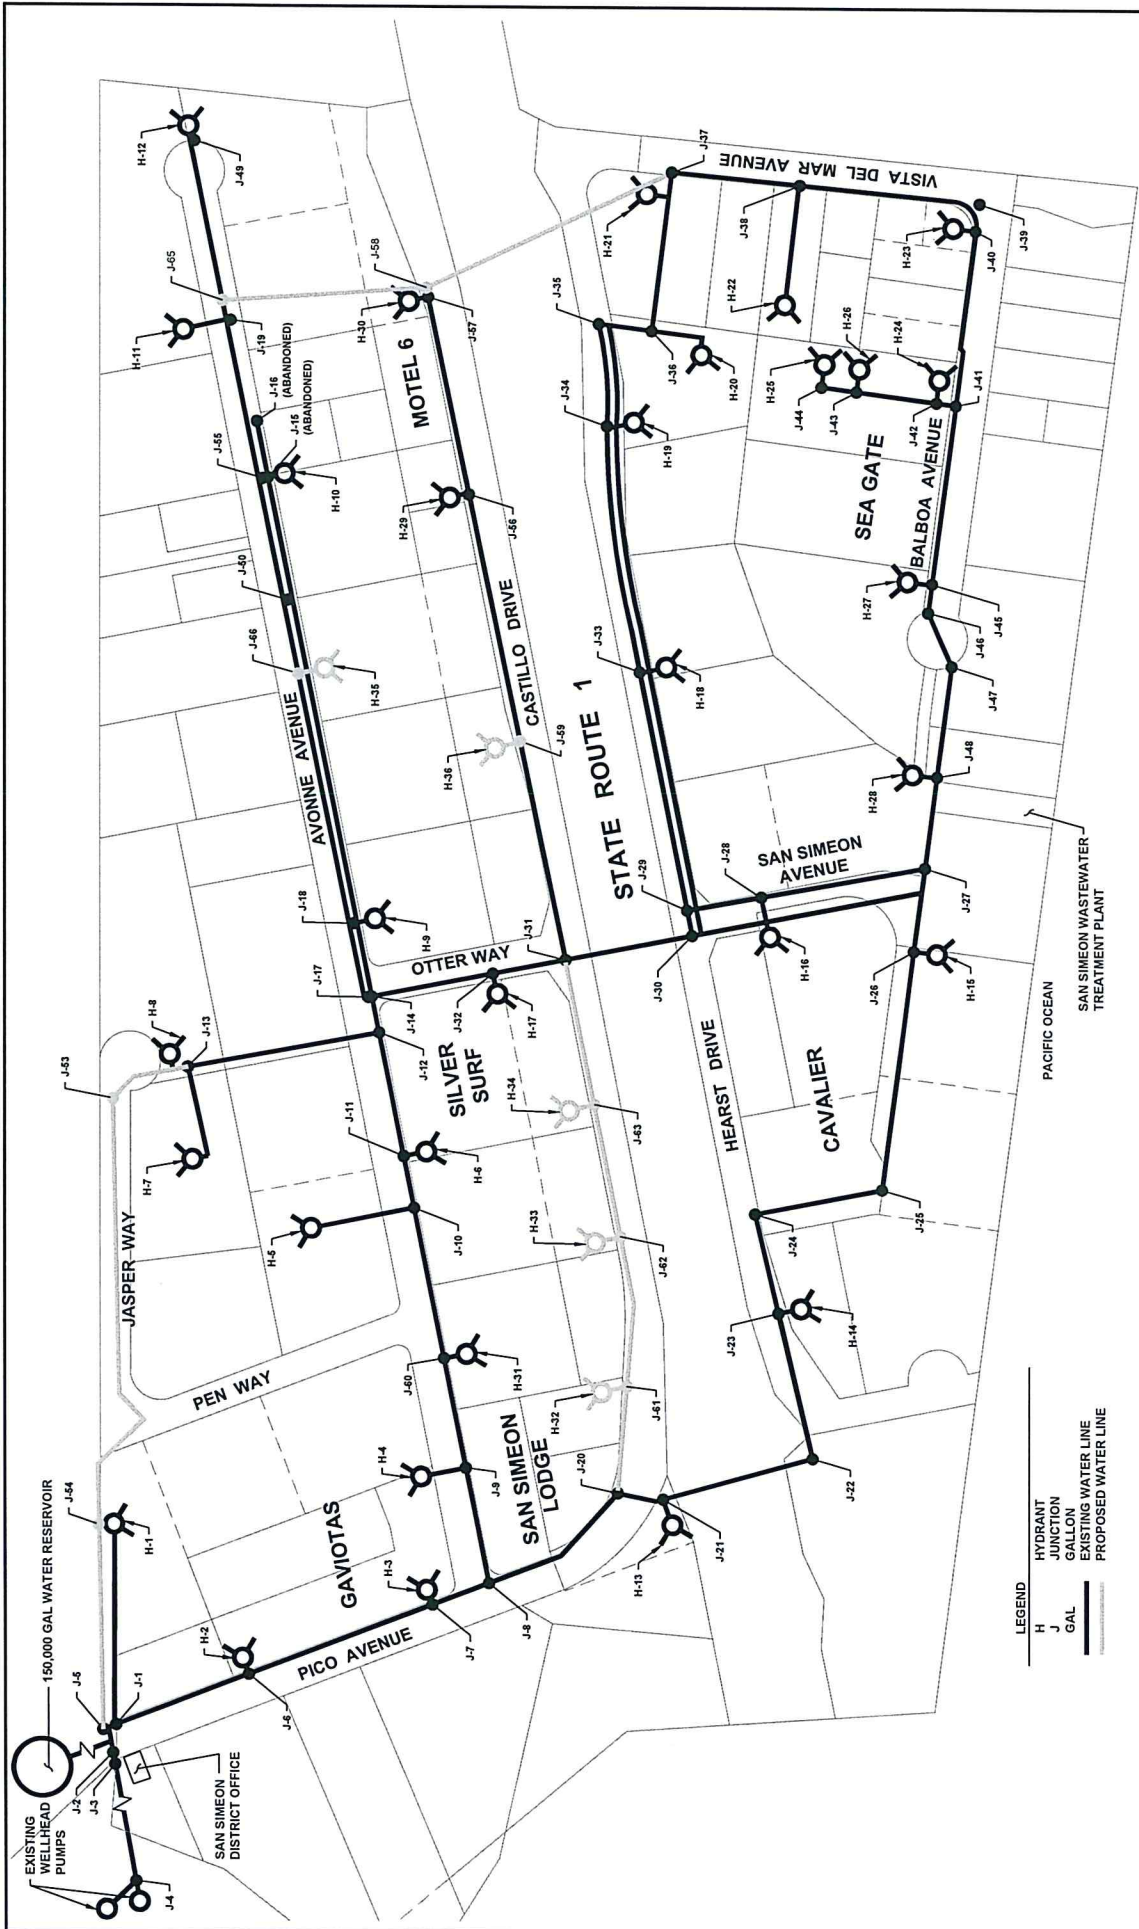 EXISTING
WELLHEAD
PUMPS
150,000 GAL WATER RESERVOIR
SAN SIMEON
DISTRICT OFFICE
J-4
J-3
J-2
J-5
J-1
J-54
H-1
H-2
J-6
PICO AVENUE
GAVIOTAS
H-3
J-7
J-8
H-4
J-9
SAN SIMEON
LODGE
PEN WAY
JASPER WAY
J-60
H-31
H-5
J-10
J-11
H-6
H-7
J-53
H-8
J-13
J-12
J-14
J-17
SILVER
SURF
J-32
H-17
OTTER WAY
J-31
J-18
H-9
AVONNE AVENUE
J-66
H-35
J-50
J-55
J-15
(ABANDONED)
J-16
(ABANDONED)
H-10
H-11
J-19
J-65
H-12
J-49
MOTEL 6
H-30
J-58
J-57
H-29
J-56
CASTILLO DRIVE
H-36
J-59
H-34
J-63
H-33
J-62
H-32
J-61
J-20
H-13
J-21
J-22
J-23
H-14
J-24
J-25
HEARST DRIVE
CAVALIER
STATE ROUTE 1
J-30
J-29
J-28
SAN SIMEON
AVENUE
H-16
J-26
H-15
J-27
J-33
H-18
J-34
H-19
J-35
J-36
H-20
H-21
J-37
VISTA DEL MAR AVENUE
J-38
H-22
H-23
J-39
J-40
H-24
H-26
H-25
J-44
J-43
J-42
J-41
SEA GATE
BALBOA AVENUE
H-27
J-45
J-46
J-47
H-28
J-48
SAN SIMEON WASTEWATER
TREATMENT PLANT
PACIFIC OCEAN
LEGEND
H HYDRANT
J JUNCTION
GAL GALLON
EXISTING WATER LINE
PROPOSED WATER LINE